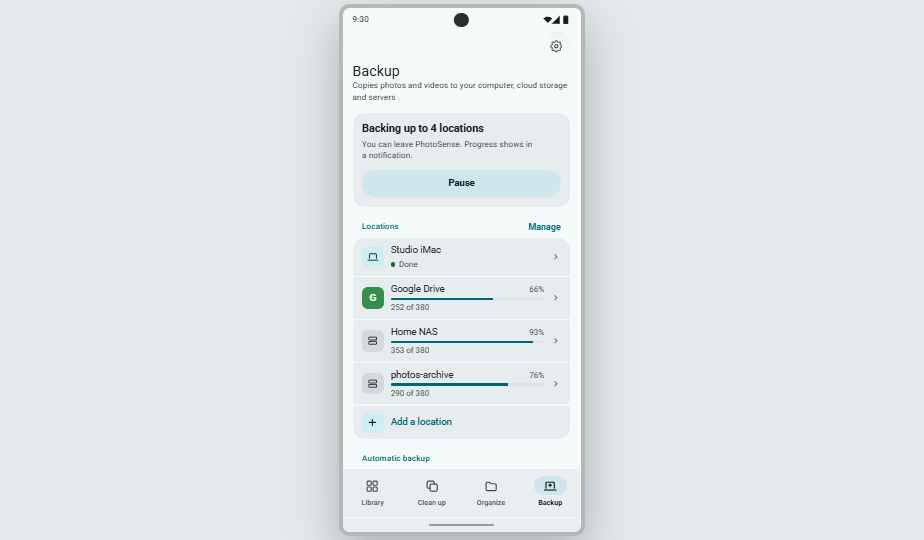 9:30
Backup
Copies photos and videos to your computer, cloud storage
and servers
Backing up to 4 locations
You can leave PhotoSense. Progress shows in
a notification.
Pause
Locations
Manage
Studio iMac
Done
G
Google Drive
66%
252 of 380
Home NAS
93%
353 of 380
photos-archive
76%
290 of 380
Add a location
Automatic backup
Library
Clean up
Organize
Backup